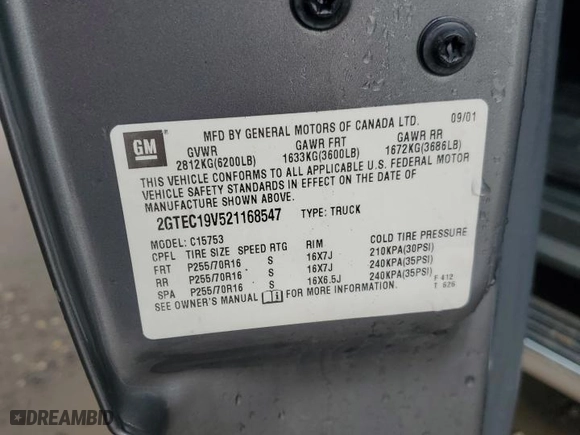 MFD BY GENERAL MOTORS OF CANADA LTD. 09/01
GM
GVWR GAWR FRT GAWR RR
2812KG(6200LB) 1633KG(3600LB) 1672KG(3686LB)
THIS VEHICLE CONFORMS TO ALL APPLICABLE U.S. FEDERAL MOTOR
VEHICLE SAFETY STANDARDS IN EFFECT ON THE DATE OF
MANUFACTURE SHOWN ABOVE.
2GTEC19V521168547 TYPE: TRUCK
MODEL: C15753
CPFL TIRE SIZE SPEED RTG RIM COLD TIRE PRESSURE
FRT P255/70R16 S 16X7J 210KPA(30PSI)
RR P255/70R16 S 16X7J 240KPA(35PSI)
SPA P255/70R16 S 16X6.5J 240KPA(35PSI)
SEE OWNER'S MANUAL FOR MORE INFORMATION.
F 412
T 626
DREAMBID